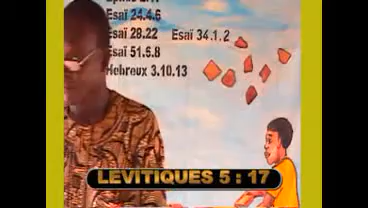 Esaï 24.4.6
Esaï 28.22 Esaï 34.1.2
Esaï 51.6.8
Hebreux 3.10.13
LEVITIQUES 5 : 17